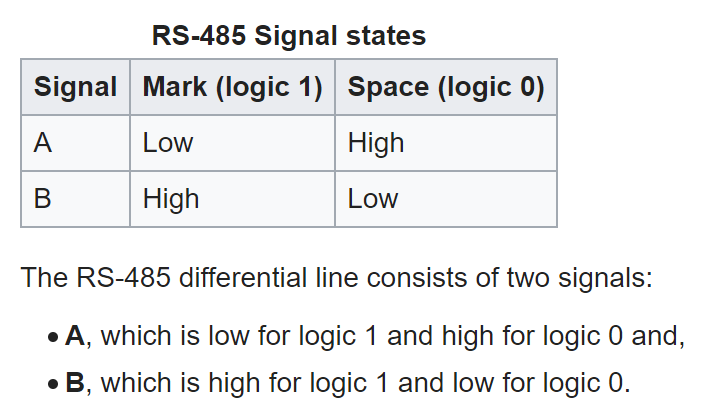 RS-485 Signal states
Signal Mark (logic 1) Space (logic 0)
A Low High
B High Low
The RS-485 differential line consists of two signals:
• A, which is low for logic 1 and high for logic 0 and,
• B, which is high for logic 1 and low for logic 0.